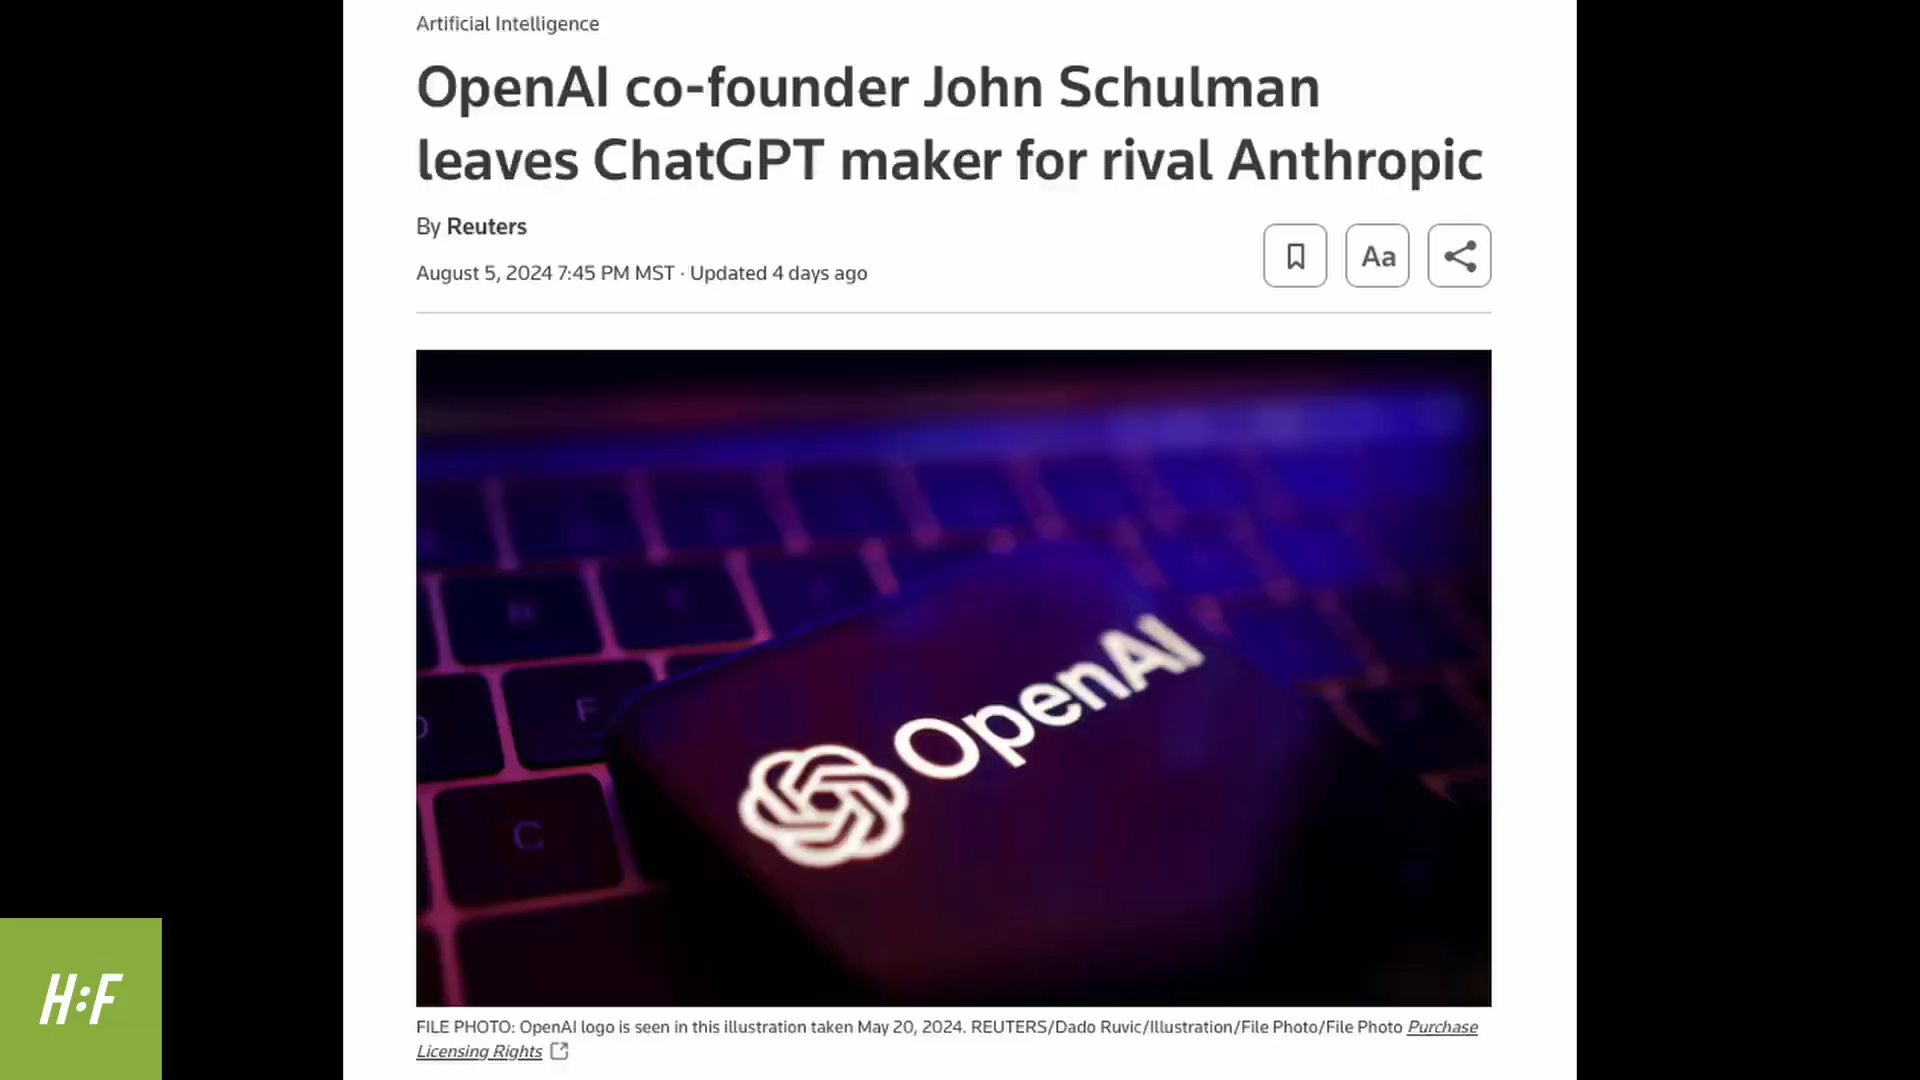 Artificial Intelligence
OpenAI co-founder John Schulman
leaves ChatGPT maker for rival Anthropic
By Reuters
August 5, 2024 7:45 PM MST · Updated 4 days ago
Aa
F
C
OpenAI
H:F
FILE PHOTO: OpenAI logo is seen in this illustration taken May 20, 2024. REUTERS/Dado Ruvic/Illustration/File Photo/File Photo Purchase
Licensing Rights